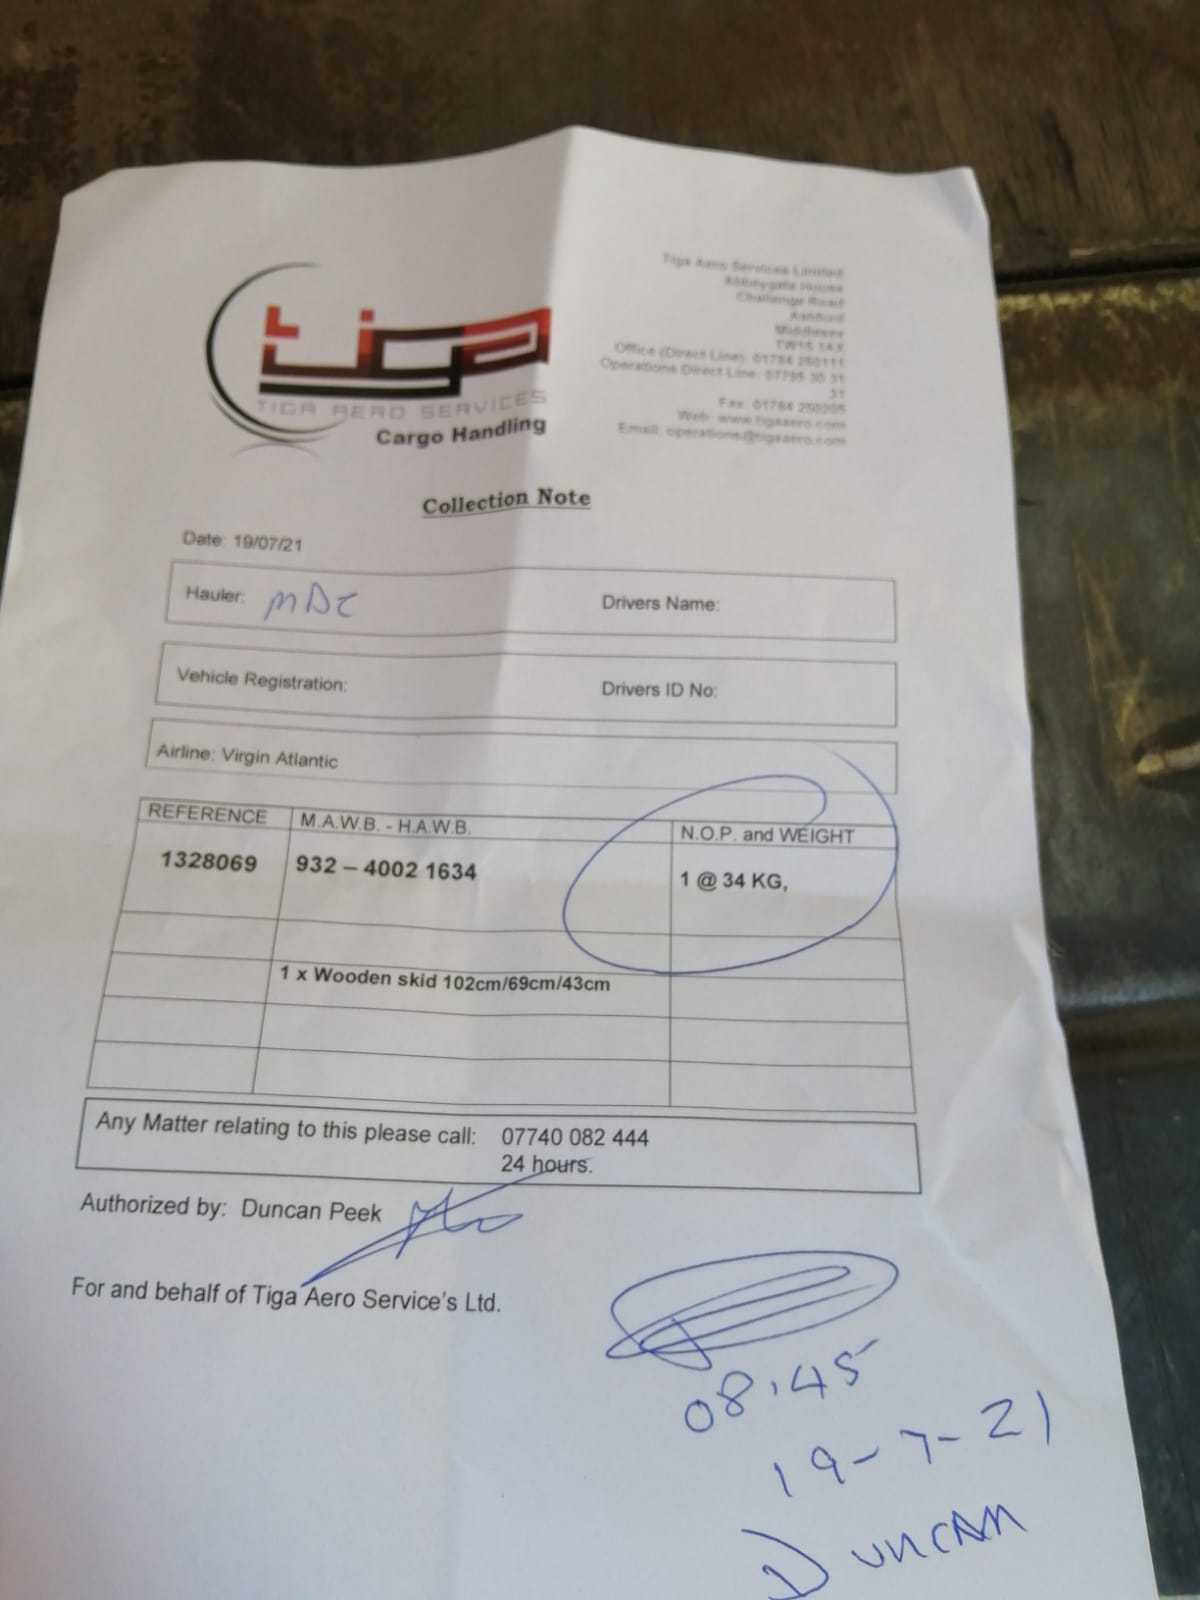 tiga
TIGA AERO SERVICES
Cargo Handling
Tiga Aero Services Limited
Abbeygate House
Challenge Road
Ashford
Middlesex
TW15 1AX
Office (Direct Line): 01784 250111
Operations Direct Line: 07795 30 31
31
Fax: 01784 250205
Web: www.tigaaero.com
Email: operations@tigaaero.com
Collection Note
Date: 19/07/21
Hauler: MDC Drivers Name:
Vehicle Registration: Drivers ID No:
Airline: Virgin Atlantic
REFERENCE M.A.W.B. - H.A.W.B. N.O.P. and WEIGHT
1328069 932 – 4002 1634 1 @ 34 KG,
1 x Wooden skid 102cm/69cm/43cm
Any Matter relating to this please call: 07740 082 444
24 hours.
Authorized by: Duncan Peek
For and behalf of Tiga Aero Service's Ltd.
08.45
19-7-21
DUNCAN